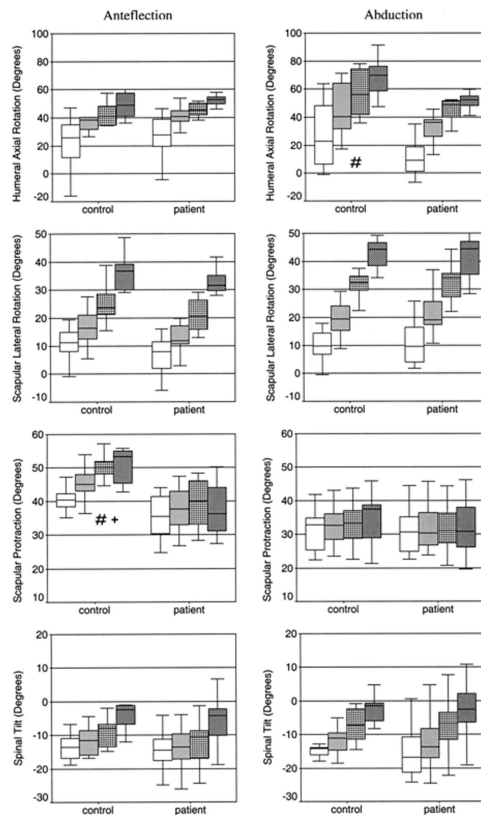 Anteflection
Abduction
Humeral Axial Rotation (Degrees)
100
80
60
40
20
0
-20
control
patient
Humeral Axial Rotation (Degrees)
100
80
60
40
20
0
-20
#
control
patient
Scapular Lateral Rotation (Degrees)
50
40
30
20
10
0
-10
control
patient
Scapular Lateral Rotation (Degrees)
50
40
30
20
10
0
-10
control
patient
Scapular Protraction (Degrees)
60
50
40
30
20
10
# +
control
patient
Scapular Protraction (Degrees)
60
50
40
30
20
10
control
patient
Spinal Tilt (Degrees)
20
10
-0
-10
-20
-30
control
patient
Spinal Tilt (Degrees)
20
10
-0
-10
-20
-30
control
patient